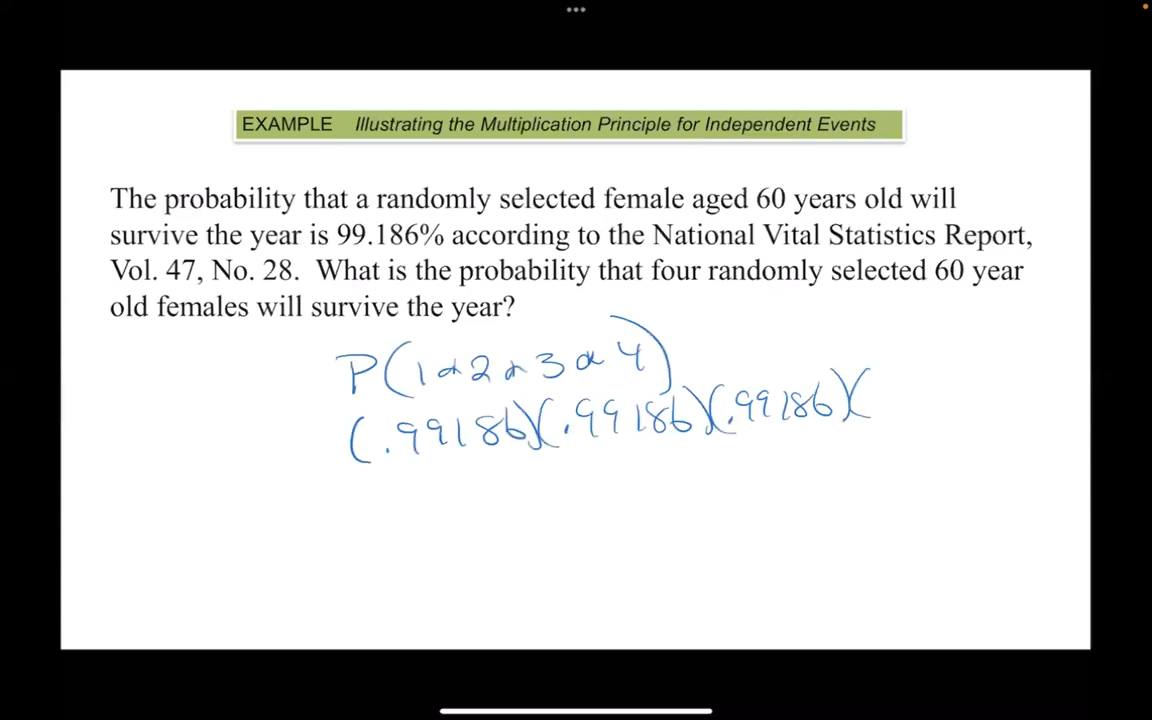 EXAMPLE Illustrating the Multiplication Principle for Independent Events
The probability that a randomly selected female aged 60 years old will
survive the year is 99.186% according to the National Vital Statistics Report,
Vol. 47, No. 28. What is the probability that four randomly selected 60 year
old females will survive the year?
P(1 & 2 & 3 & 4)
(.99186)(.99186)(.99186)(